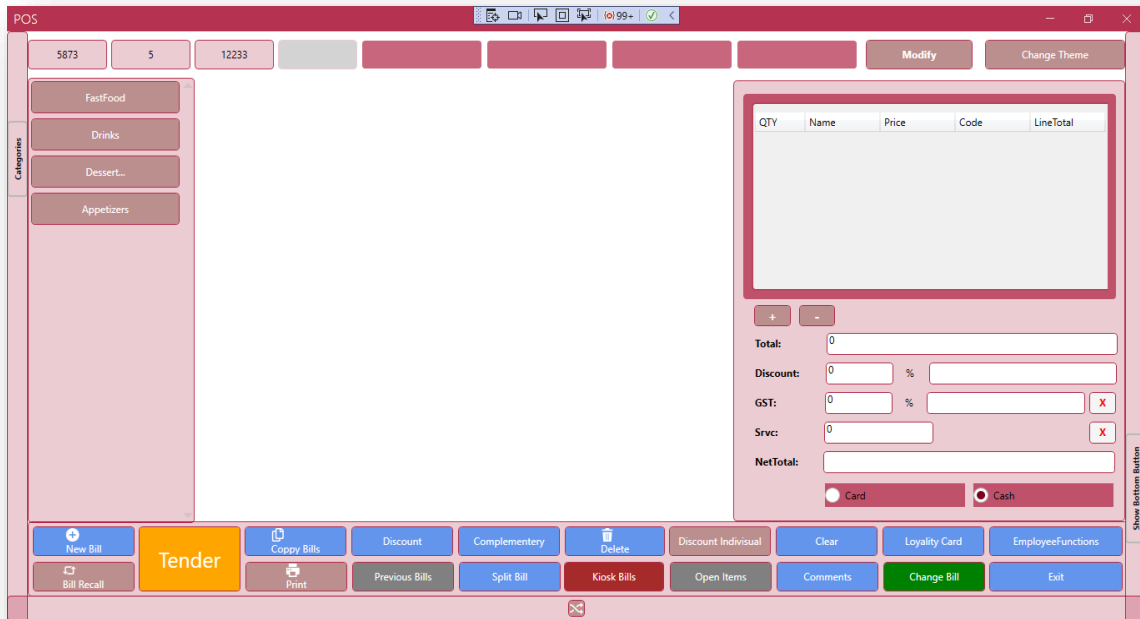 POS
99+
5873 5 12233 Modify Change Theme
Categories
FastFood
Drinks
Dessert...
Appetizers
QTY Name Price Code LineTotal
+ -
Total: 0
Discount: 0 %
GST: 0 % X
Srvc: 0 X
NetTotal:
Card Cash
Show Bottom Button
New Bill
Tender
Coppy Bills
Discount
Complementery
Delete
Discount Indivisual
Clear
Loyality Card
EmployeeFunctions
Bill Recall
Print
Previous Bills
Split Bill
Kiosk Bills
Open Items
Comments
Change Bill
Exit